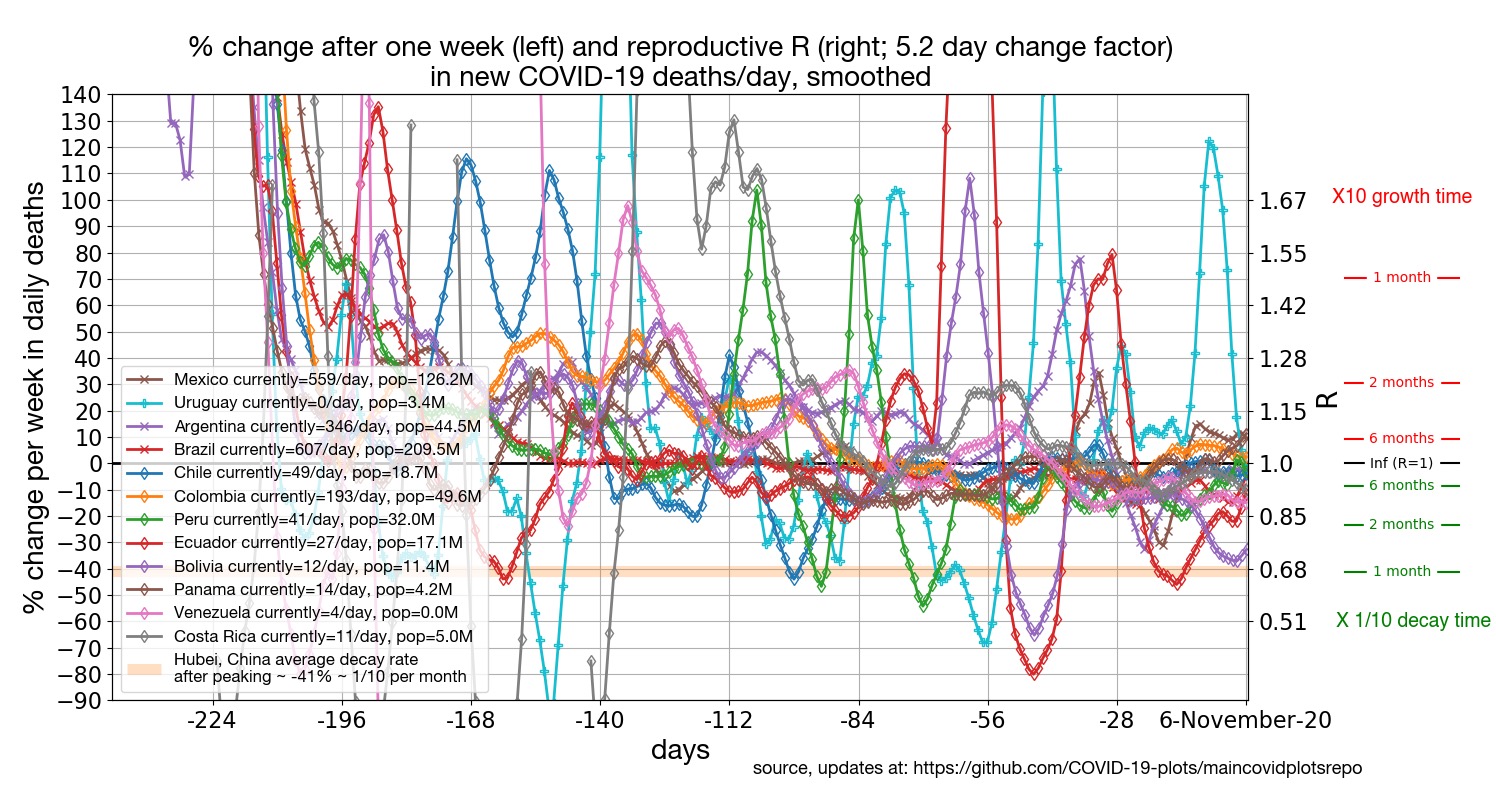 % change after one week (left) and reproductive R (right; 5.2 day change factor)
in new COVID-19 deaths/day, smoothed
% change per week in daily deaths
140
130
120
110
100
90
80
70
60
50
40
30
20
10
0
−10
−20
−30
−40
−50
−60
−70
−80
−90
Mexico currently=559/day, pop=126.2M
Uruguay currently=0/day, pop=3.4M
Argentina currently=346/day, pop=44.5M
Brazil currently=607/day, pop=209.5M
Chile currently=49/day, pop=18.7M
Colombia currently=193/day, pop=49.6M
Peru currently=41/day, pop=32.0M
Ecuador currently=27/day, pop=17.1M
Bolivia currently=12/day, pop=11.4M
Panama currently=14/day, pop=4.2M
Venezuela currently=4/day, pop=0.0M
Costa Rica currently=11/day, pop=5.0M
Hubei, China average decay rate
after peaking ~ -41% ~ 1/10 per month
-224
-196
-168
-140
-112
-84
-56
-28
6-November-20
days
1.67
1.55
1.42
1.28
1.15
1.0
0.85
0.68
0.51
R
X10 growth time
1 month
2 months
6 months
Inf (R=1)
6 months
2 months
1 month
X 1/10 decay time
source, updates at: https://github.com/COVID-19-plots/maincovidplotsrepo